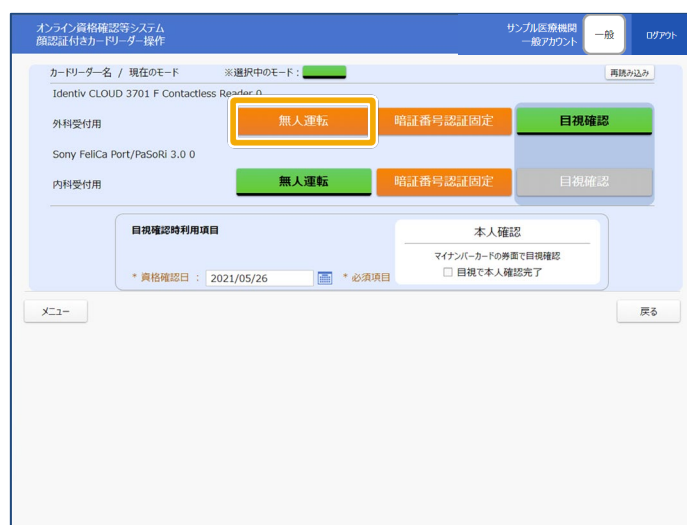 オンライン資格確認等システム
顔認証付きカードリーダー操作
サンプル医療機関
一般アカウント
一般
ログアウト
カードリーダー名 / 現在のモード ※選択中のモード：
再読み込み
Identiv CLOUD 3701 F Contactless Reader 0
外科受付用 無人運転 暗証番号認証固定 目視確認
Sony FeliCa Port/PaSoRi 3.0 0
内科受付用 無人運転 暗証番号認証固定 目視確認
目視確認時利用項目
本人確認
マイナンバーカードの券面で目視確認
* 資格確認日 ： 2021/05/26 * 必須項目
目視で本人確認完了
メニュー
戻る